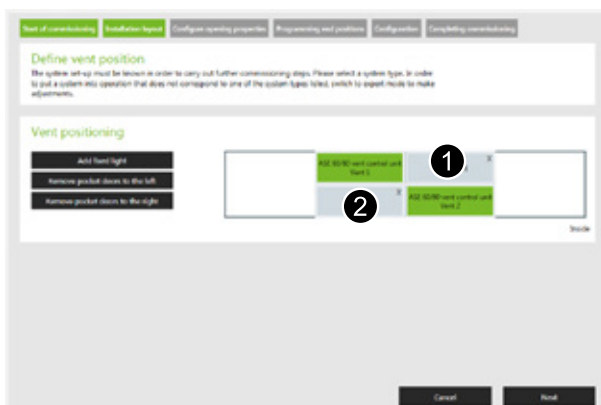 Start of commissioning Installation layout Configure opening properties Programming end positions Configuration Completing commissioning
Define vent position
The system set-up must be known in order to carry out further commissioning steps. Please select a system type. In order
to put a system into operation that does not correspond to one of the system types listed, switch to expert mode to make
adjustments.
Vent positioning
Add fixed light
Remove pocket doors to the left
Remove pocket doors to the right
ASE 60/80 vent control unit
Vent 1
1
X
2
X
ASE 60/80 vent control unit
Vent 2
Inside
Cancel Next